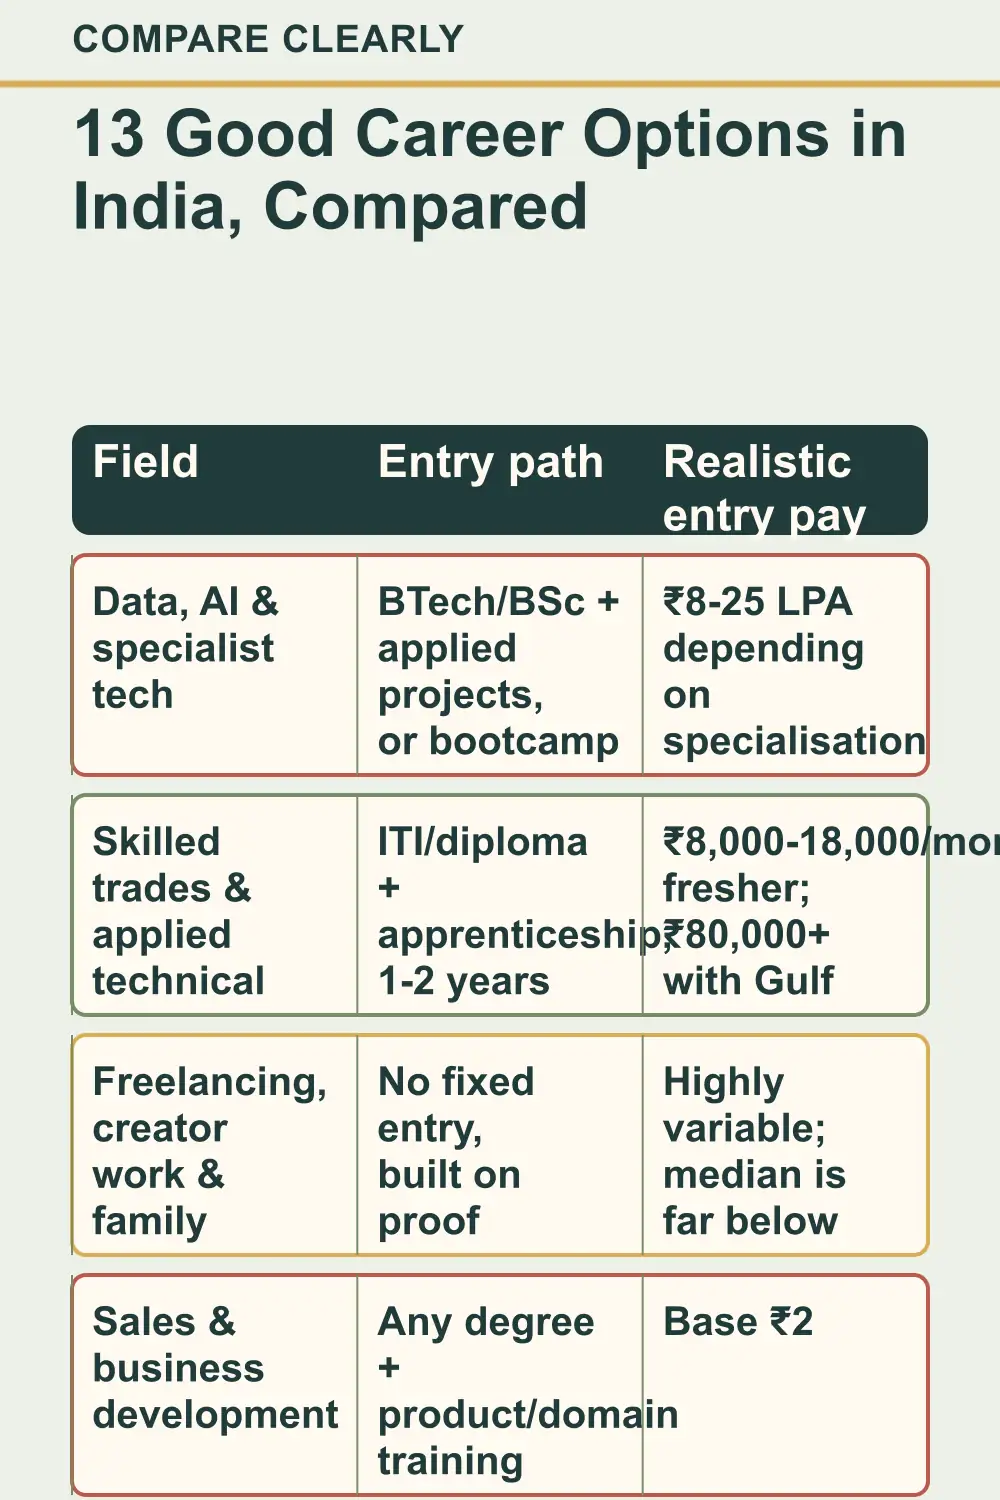 COMPARE CLEARLY
13 Good Career Options in
India, Compared
Field
Entry path
Realistic
entry pay
Data, AI &
specialist
tech
BTech/BSc +
applied
projects,
or bootcamp
₹8-25 LPA
depending
on
specialisation
Skilled
trades &
applied
technical
ITI/diploma
+
apprenticeship,
1-2 years
₹8,000-18,000/mon
fresher;
₹80,000+
with Gulf
Freelancing,
creator
work &
family
No fixed
entry,
built on
proof
Highly
variable;
median is
far below
Sales &
business
development
Any degree
+
product/domain
training
Base ₹2